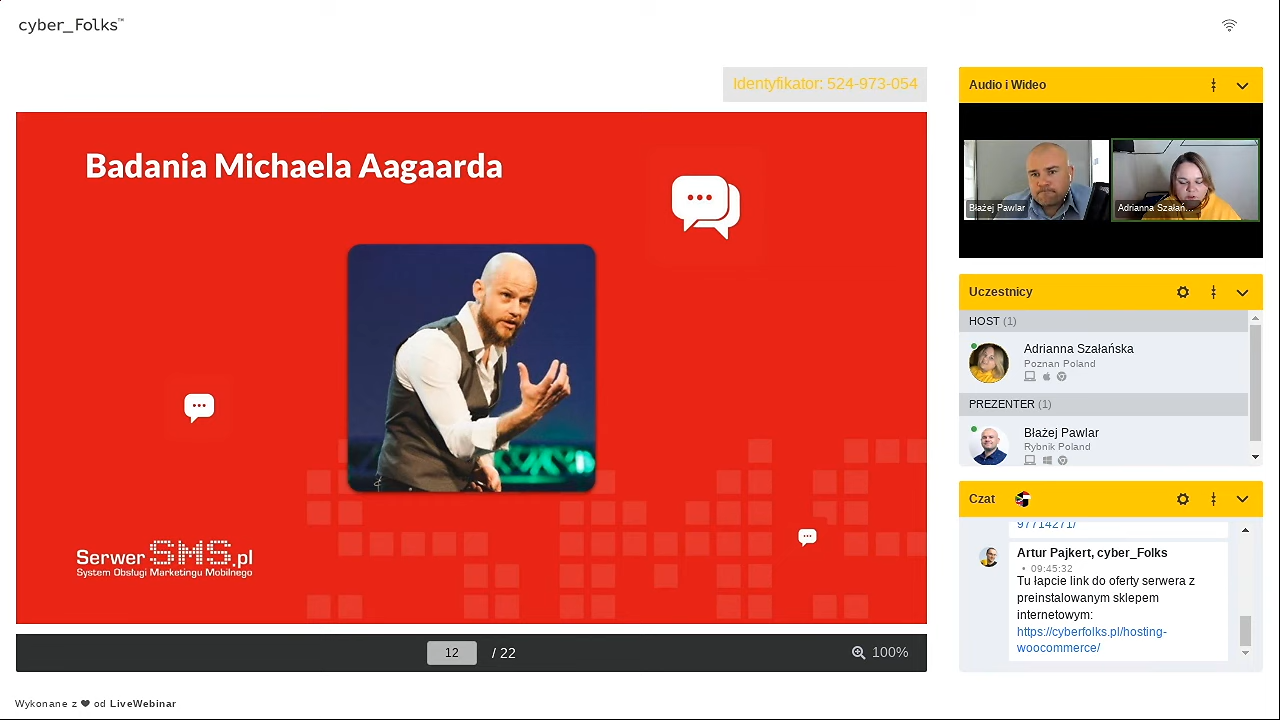 cyber_Folks™
Identyfikator: 524-973-054
Badania Michaela Aagaarda
SerwerSMS.pl
System Obsługi Marketingu Mobilnego
12 / 22
100%
Wykonane z ❤ od LiveWebinar
Audio i Wideo
Błażej Pawlar
Adrianna Szałań...
Uczestnicy
HOST (1)
Adrianna Szałańska
Poznan Poland
PREZENTER (1)
Błażej Pawlar
Rybnik Poland
Czat
97714271/
Artur Pajkert, cyber_Folks
• 09:45:32
Tu łapcie link do oferty serwera z
preinstalowanym sklepem
internetowym:
https://cyberfolks.pl/hosting-
woocommerce/